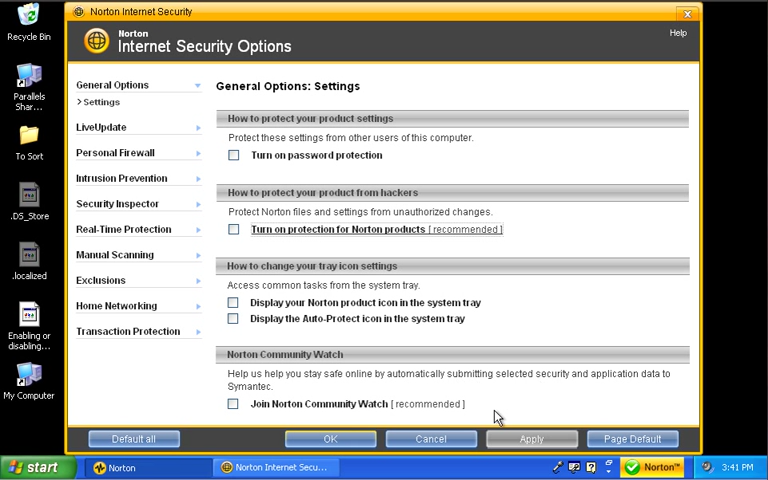 Recycle Bin
Parallels
Shar...
To Sort
.DS_Store
.localized
Enabling or
disabling...
My Computer
Norton Internet Security
Norton
Internet Security Options
Help
General Options
Settings
LiveUpdate
Personal Firewall
Intrusion Prevention
Security Inspector
Real-Time Protection
Manual Scanning
Exclusions
Home Networking
Transaction Protection
General Options: Settings
How to protect your product settings
Protect these settings from other users of this computer.
Turn on password protection
How to protect your product from hackers
Protect Norton files and settings from unauthorized changes.
Turn on protection for Norton products [ recommended ]
How to change your tray icon settings
Access common tasks from the system tray.
Display your Norton product icon in the system tray
Display the Auto-Protect icon in the system tray
Norton Community Watch
Help us help you stay safe online by automatically submitting selected security and application data to
Symantec.
Join Norton Community Watch [ recommended ]
Default all
OK
Cancel
Apply
Page Default
start
Norton
Norton Internet Secu...
Norton™
3:41 PM